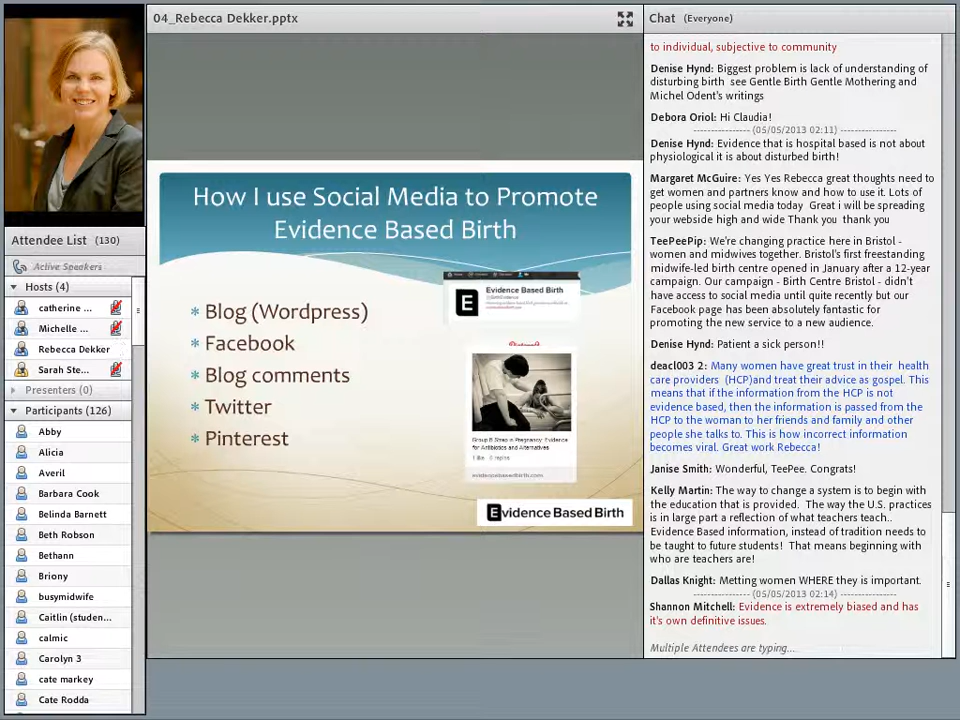 04_Rebecca Dekker.pptx
Attendee List (130)
Active Speakers
Hosts (4)
catherine ...
Michelle ...
Rebecca Dekker
Sarah Ste...
Presenters (0)
Participants (126)
Abby
Alicia
Averil
Barbara Cook
Belinda Barnett
Beth Robson
Bethann
Briony
busymidwife
Caitlin (studen...
calmic
Carolyn 3
cate markey
Cate Rodda
How I use Social Media to Promote
Evidence Based Birth
* Blog (Wordpress)
* Facebook
* Blog comments
* Twitter
* Pinterest
Evidence Based Birth
Group B Strep in Pregnancy: Evidence
for Antibiotics and Alternatives
evidencebasedbirth.com
Evidence Based Birth
Chat (Everyone)
to individual, subjective to community
Denise Hynd: Biggest problem is lack of understanding of
disturbing birth see Gentle Birth Gentle Mothering and
Michel Odent's writings
Debora Oriol: Hi Claudia!
---------------- (05/05/2013 02:11) ----------------
Denise Hynd: Evidence that is hospital based is not about
physiological it is about disturbed birth!
Margaret McGuire: Yes Yes Rebecca great thoughts need to
get women and partners know and how to use it. Lots of
people using social media today Great i will be spreading
your webside high and wide Thank you thank you
TeePeePip: We're changing practice here in Bristol -
women and midwives together. Bristol's first freestanding
midwife-led birth centre opened in January after a 12-year
campaign. Our campaign - Birth Centre Bristol - didn't
have access to social media until quite recently but our
Facebook page has been absolutely fantastic for
promoting the new service to a new audience.
Denise Hynd: Patient a sick person!!
deacl003 2: Many women have great trust in their health
care providers (HCP)and treat their advice as gospel. This
means that if the information from the HCP is not
evidence based, then the information is passed from the
HCP to the woman to her friends and family and other
people she talks to. This is how incorrect information
becomes viral. Great work Rebecca!
Janise Smith: Wonderful, TeePee. Congrats!
Kelly Martin: The way to change a system is to begin with
the education that is provided. The way the U.S. practices
is in large part a reflection of what teachers teach..
Evidence Based information, instead of tradition needs to
be taught to future students! That means beginning with
who are teachers are!
Dallas Knight: Metting women WHERE they is important.
---------------- (05/05/2013 02:14) ----------------
Shannon Mitchell: Evidence is extremely biased and has
it's own definitive issues.
Multiple Attendees are typing...